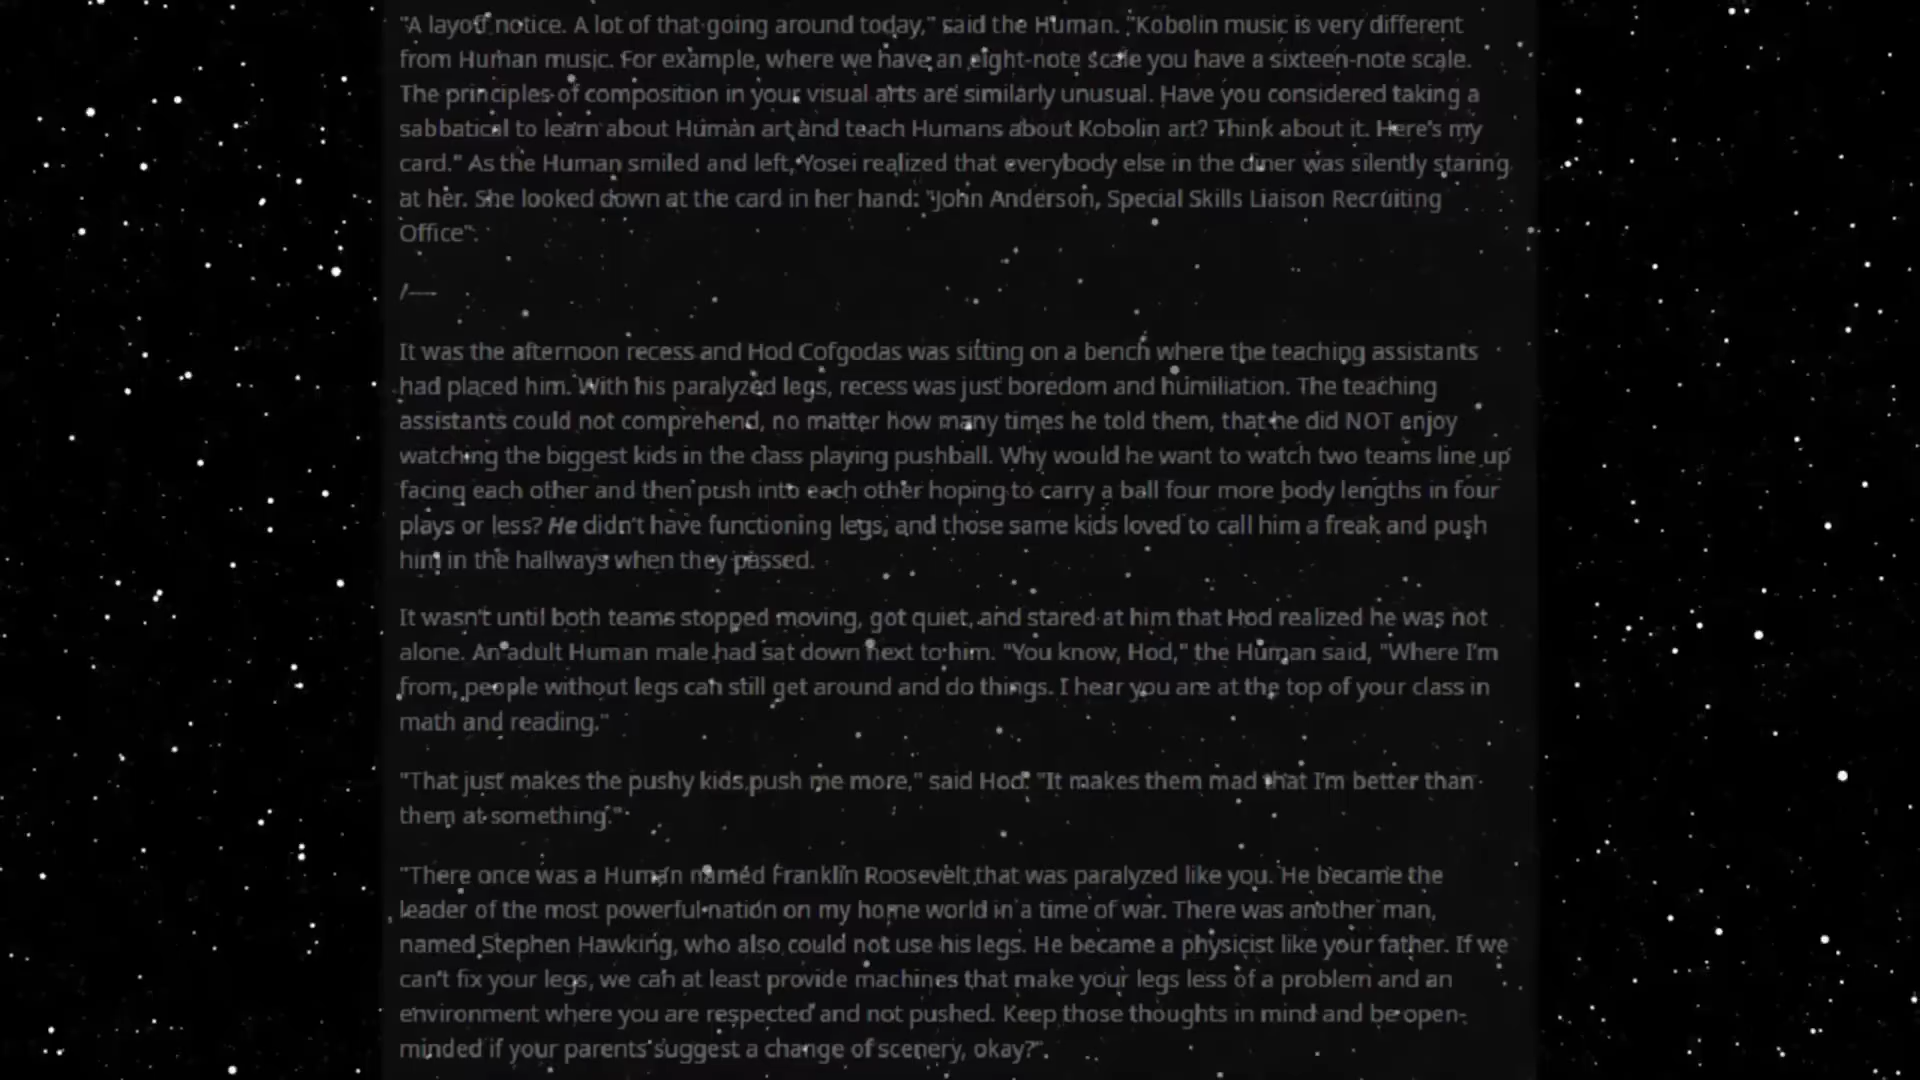 "A layoff notice. A lot of that going around today," said the Human. "Kobolin music is very different
from Human music. For example, where we have an eight-note scale you have a sixteen-note scale.
The principles of composition in your visual arts are similarly unusual. Have you considered taking a
sabbatical to learn about Human art and teach Humans about Kobolin art? Think about it. Here's my
card." As the Human smiled and left, Yosei realized that everybody else in the diner was silently staring
at her. She looked down at the card in her hand: "John Anderson, Special Skills Liaison Recruiting
Office".
/---
It was the afternoon recess and Hod Cofgodas was sitting on a bench where the teaching assistants
had placed him. With his paralyzed legs, recess was just boredom and humiliation. The teaching
assistants could not comprehend, no matter how many times he told them, that he did NOT enjoy
watching the biggest kids in the class playing pushball. Why would he want to watch two teams line up
facing each other and then push into each other hoping to carry a ball four more body lengths in four
plays or less? He didn't have functioning legs, and those same kids loved to call him a freak and push
him in the hallways when they passed.
It wasn't until both teams stopped moving, got quiet, and stared at him that Hod realized he was not
alone. An adult Human male had sat down next to him. "You know, Hod," the Human said, "Where I'm
from, people without legs can still get around and do things. I hear you are at the top of your class in
math and reading."
"That just makes the pushy kids push me more," said Hod. "It makes them mad that I'm better than
them at something."
"There once was a Human named Franklin Roosevelt that was paralyzed like you. He became the
leader of the most powerful nation on my home world in a time of war. There was another man,
named Stephen Hawking, who also could not use his legs. He became a physicist like your father. If we
can't fix your legs, we can at least provide machines that make your legs less of a problem and an
environment where you are respected and not pushed. Keep those thoughts in mind and be open-
minded if your parents suggest a change of scenery, okay?".